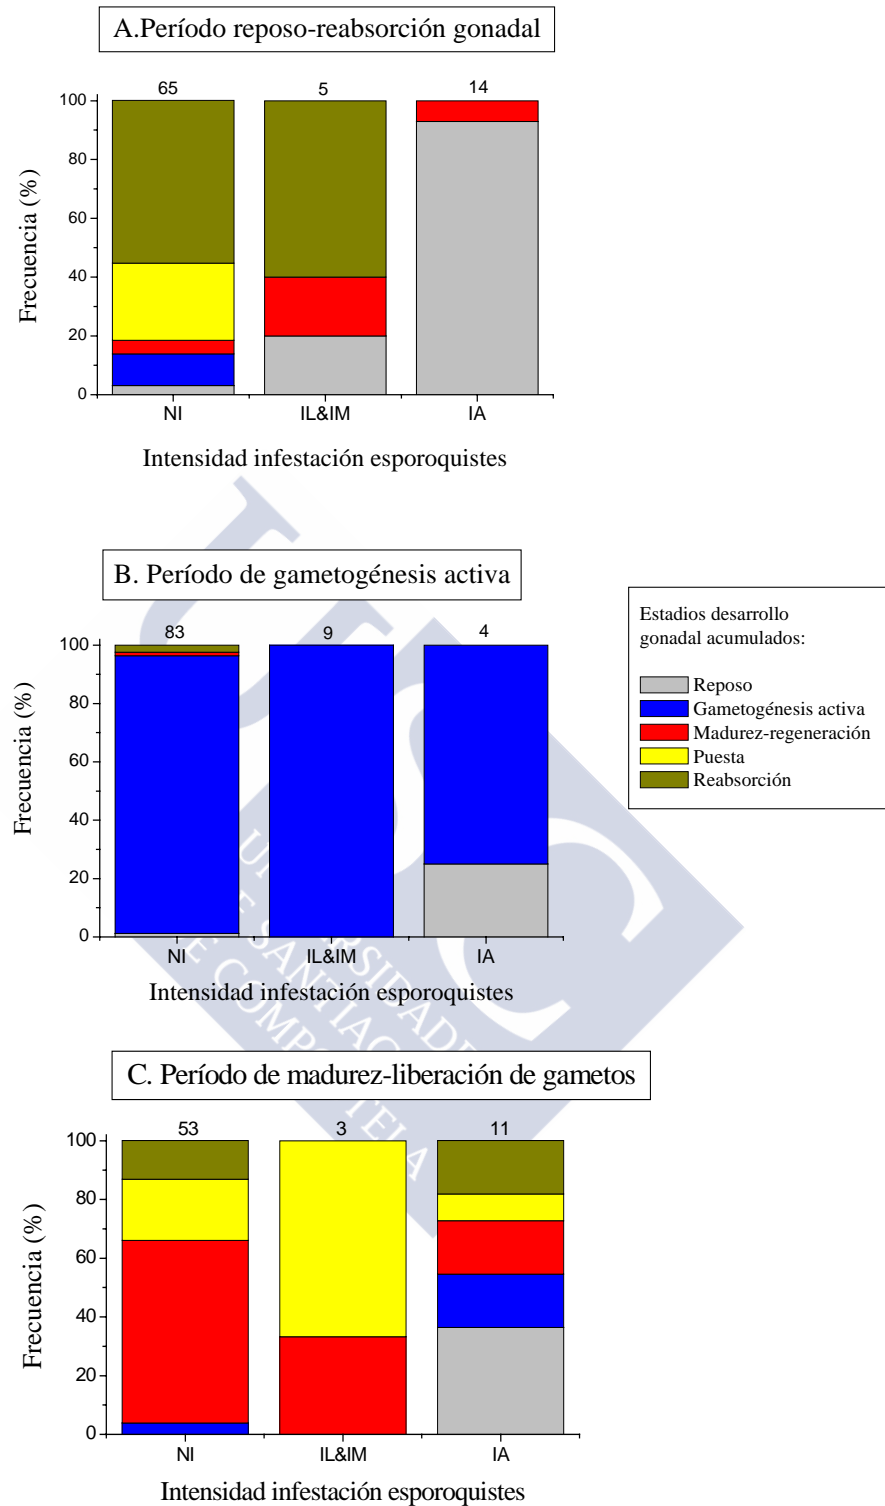 A.Período reposo-reabsorción gonadal
65 5 14
100
80
60
40
20
0
Frecuencia (%)
NI IL&IM IA
Intensidad infestación esporoquistes
B. Período de gametogénesis activa
83 9 4
100
80
60
40
20
0
Frecuencia (%)
NI IL&IM IA
Intensidad infestación esporoquistes
Estadios desarrollo
gonadal acumulados:
Reposo
Gametogénesis activa
Madurez-regeneración
Puesta
Reabsorción
C. Período de madurez-liberación de gametos
53 3 11
100
80
60
40
20
0
Frecuencia (%)
NI IL&IM IA
Intensidad infestación esporoquistes
USC